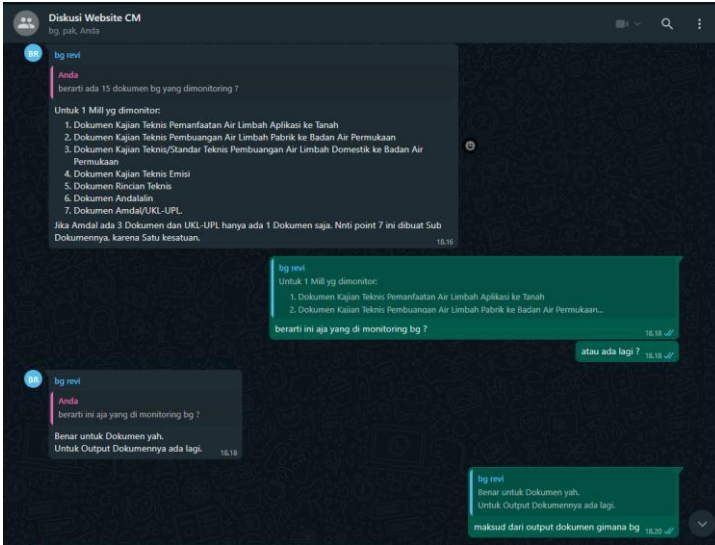 Diskusi Website CM
bg, pak, Anda
BR
bg revi
Anda
berarti ada 15 dokumen bg yang dimonitoring ?
Untuk 1 Mill yg dimonitor:
1. Dokumen Kajian Teknis Pemanfaatan Air Limbah Aplikasi ke Tanah
2. Dokumen Kajian Teknis Pembuangan Air Limbah Pabrik ke Badan Air Permukaan
3. Dokumen Kajian Teknis/Standar Teknis Pembuangan Air Limbah Domestik ke Badan Air
Permukaan
4. Dokumen Kajian Teknis Emisi
5. Dokumen Rincian Teknis
6. Dokumen Andalalin
7. Dokumen Amdal/UKL-UPL.
Jika Amdal ada 3 Dokumen dan UKL-UPL hanya ada 1 Dokumen saja. Nnti point 7 ini dibuat Sub
Dokumennya, karena Satu kesatuan.
18.16
bg revi
Untuk 1 Mill yg dimonitor:
1. Dokumen Kajian Teknis Pemanfaatan Air Limbah Aplikasi ke Tanah
2. Dokumen Kajian Teknis Pembuangan Air Limbah Pabrik ke Badan Air Permukaan...
berarti ini aja yang di monitoring bg ?
18.18
atau ada lagi ?
18.18
BR
bg revi
Anda
berarti ini aja yang di monitoring bg ?
Benar untuk Dokumen yah.
Untuk Output Dokumennya ada lagi.
18.18
bg revi
Benar untuk Dokumen yah.
Untuk Output Dokumennya ada lagi.
maksud dari output dokumen gimana bg
18.20